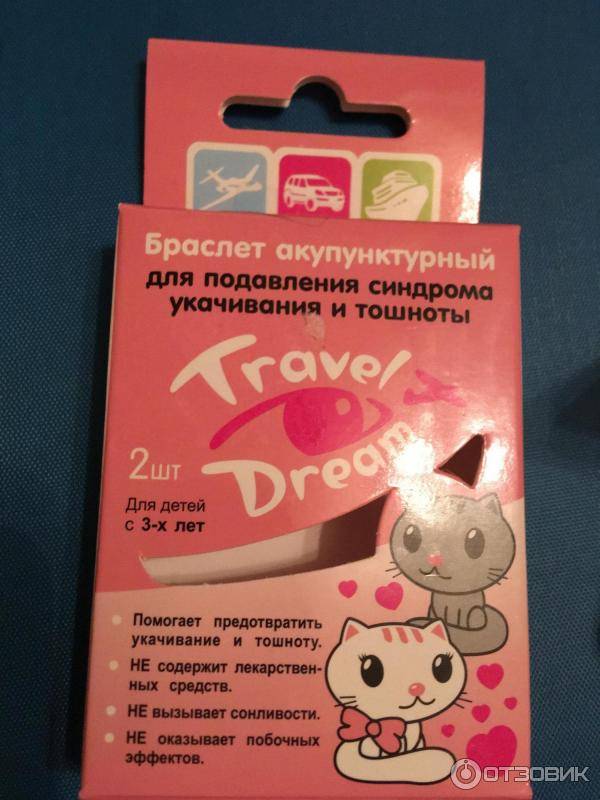 Браслет акупунктурный
для подавления синдрома
укачивания и тошноты
Travel
Dream
2шт
Для детей
с 3-х лет
Помогает предотвратить
укачивание и тошноту.
НЕ содержит лекарствен-
ных средств.
НЕ вызывает сонливости.
НЕ оказывает побочных
эффектов.
ОТЗОВИК